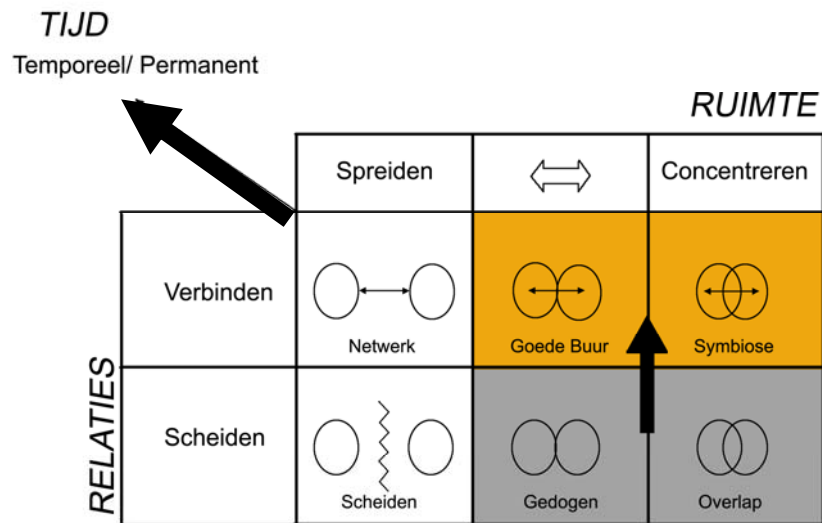 TIJD
Temporeel/ Permanent
RUIMTE
Spreiden
Concentreren
Verbinden
Netwerk
Goede Buur
Symbiose
RELATIES
Scheiden
Scheiden
Gedogen
Overlap